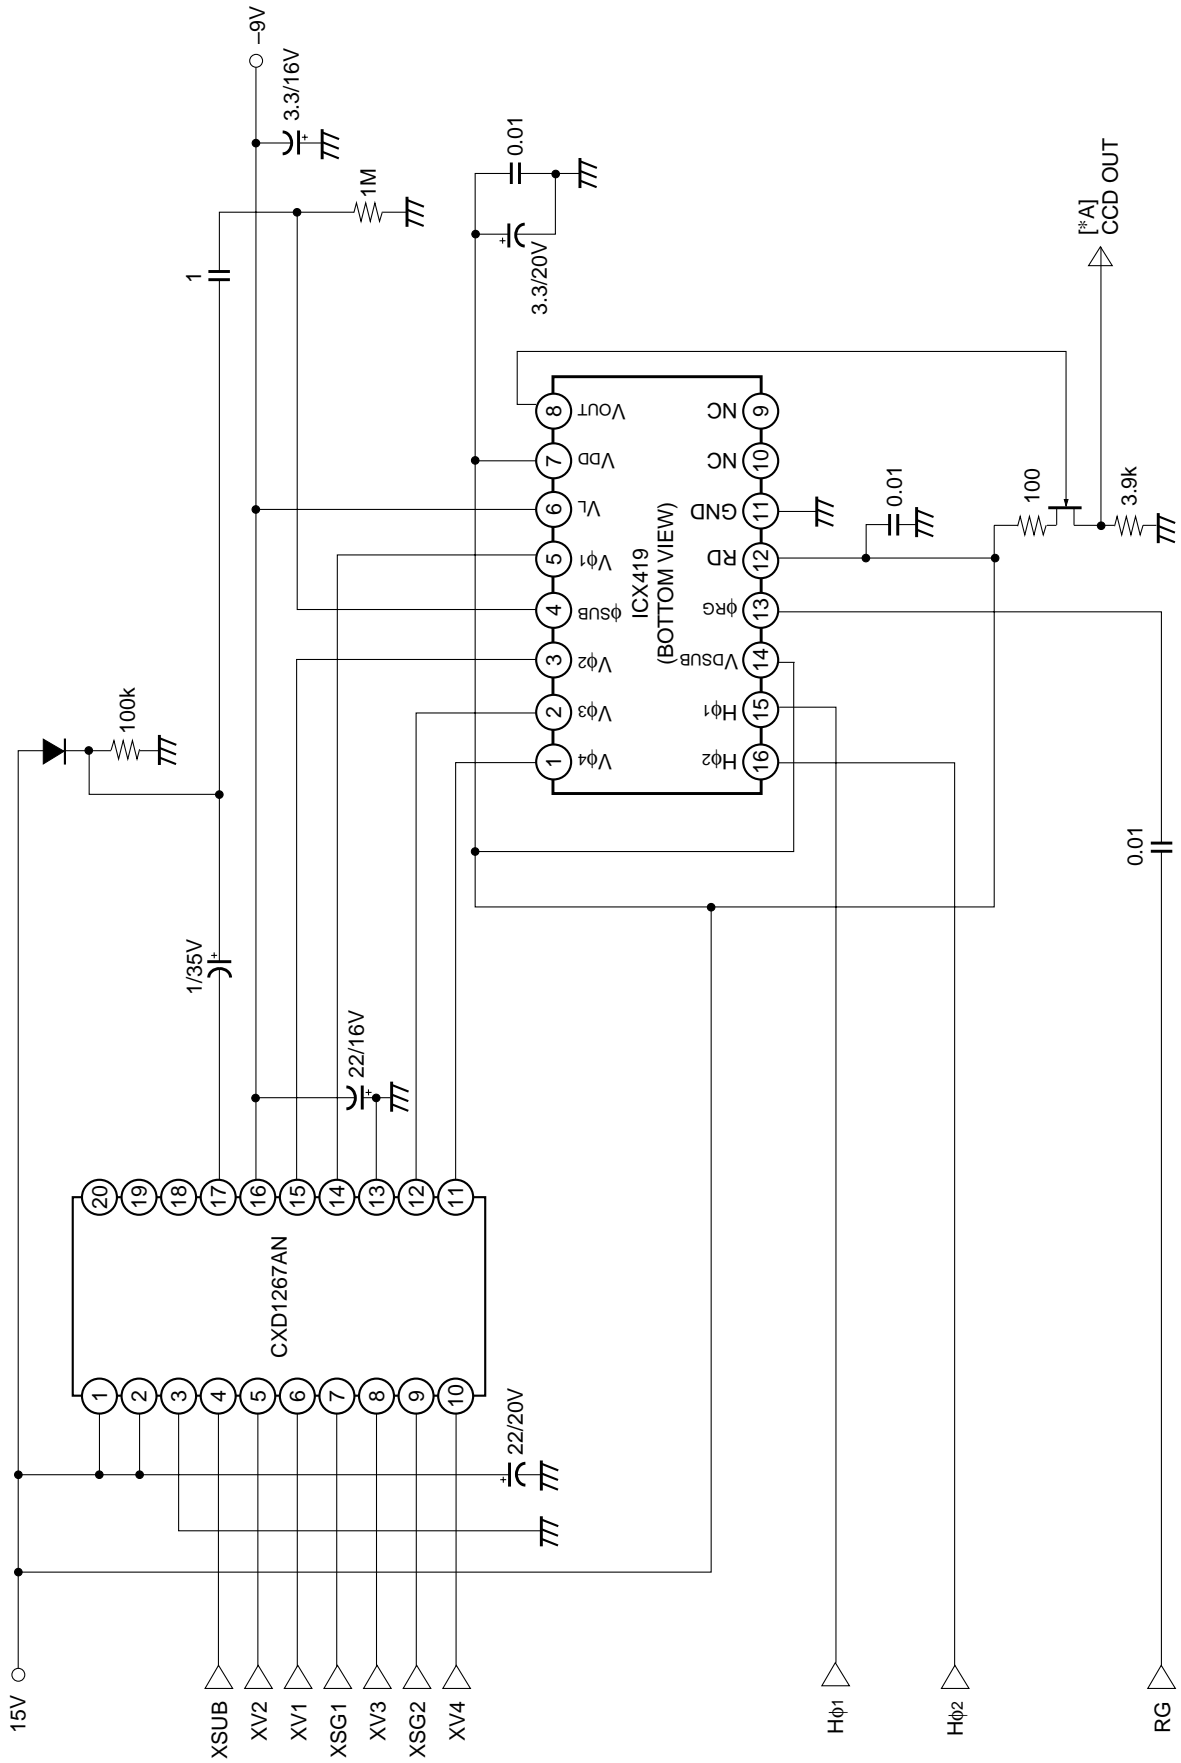 15V
XSUB
XV2
XV1
XSG1
XV3
XSG2
XV4
Hϕ1
Hϕ2
RG
22/20V
1
2
3
4
5
6
7
8
9
10
CXD1267AN
20
19
18
17
16
15
14
13
12
11
22/16V
1/35V
100k
1
–9V
3.3/16V
1M
0.01
3.3/20V
1
2
3
4
5
6
7
8
Vϕ4
Vϕ3
Vϕ2
ϕSUB
Vϕ1
VL
VDD
VOUT
ICX419
(BOTTOM VIEW)
Hϕ2
Hϕ1
VDSUB
ϕRG
RD
GND
NC
NC
16
15
14
13
12
11
10
9
0.01
0.01
100
3.9k
[*A]
CCD OUT